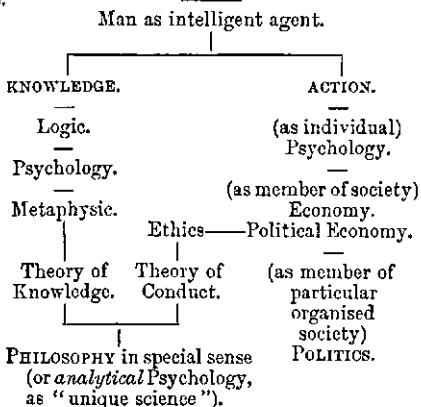 Man as intelligent agent.
KNOWLEDGE.
Logic.
Psychology.
Metaphysic.
Theory of
Knowledge.
ACTION.
(as individual)
Psychology.
(as member of society)
Economy.
Ethics—Political Economy.
Theory of
Conduct.
(as member of
particular
organised
society)
POLITICS.
PHILOSOPHY in special sense
(or analytical Psychology,
as "unique science").